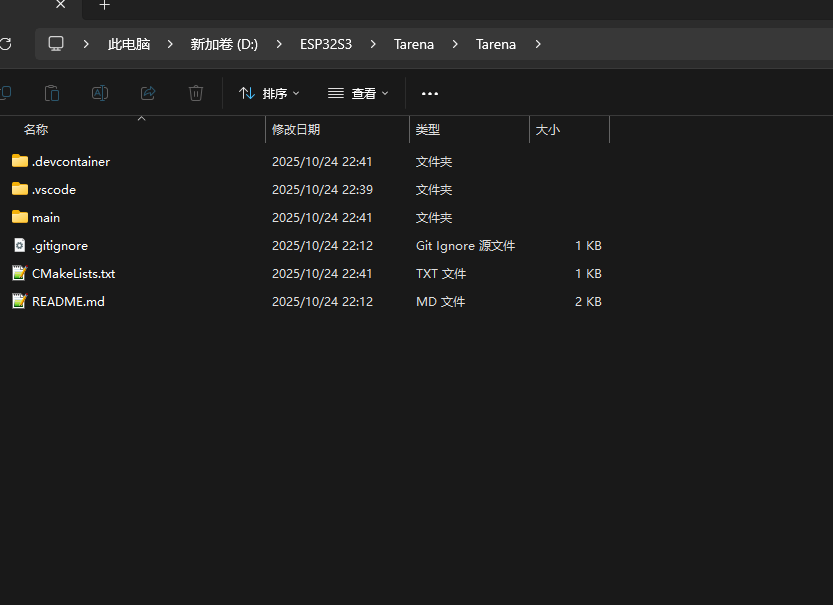 此电脑 新加卷 (D:) ESP32S3 Tarena Tarena
排序 查看
名称 修改日期 类型 大小
.devcontainer 2025/10/24 22:41 文件夹
.vscode 2025/10/24 22:39 文件夹
main 2025/10/24 22:41 文件夹
.gitignore 2025/10/24 22:12 Git Ignore 源文件 1 KB
CMakeLists.txt 2025/10/24 22:41 TXT 文件 1 KB
README.md 2025/10/24 22:12 MD 文件 2 KB